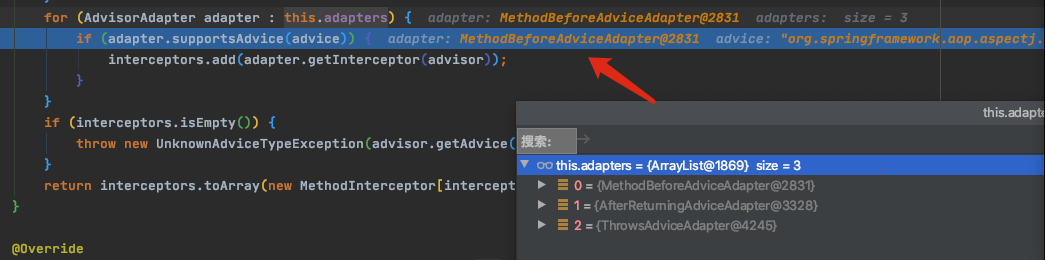 for (AdvisorAdapter adapter : this.adapters) { adapter: MethodBeforeAdviceAdapter@2831 adapters: size = 3
if (adapter.supportsAdvice(advice)) { adapter: MethodBeforeAdviceAdapter@2831 advice: "org.springframework.aop.aspectj.
interceptors.add(adapter.getInterceptor(advisor));
}
}
if (interceptors.isEmpty()) {
throw new UnknownAdviceTypeException(advisor.getAdvice(
}
return interceptors.toArray(new MethodInterceptor[intercept
}
@Override
this.adapte
搜索:
this.adapters = {ArrayList@1869} size = 3
0 = {MethodBeforeAdviceAdapter@2831}
1 = {AfterReturningAdviceAdapter@3328}
2 = {ThrowsAdviceAdapter@4245}